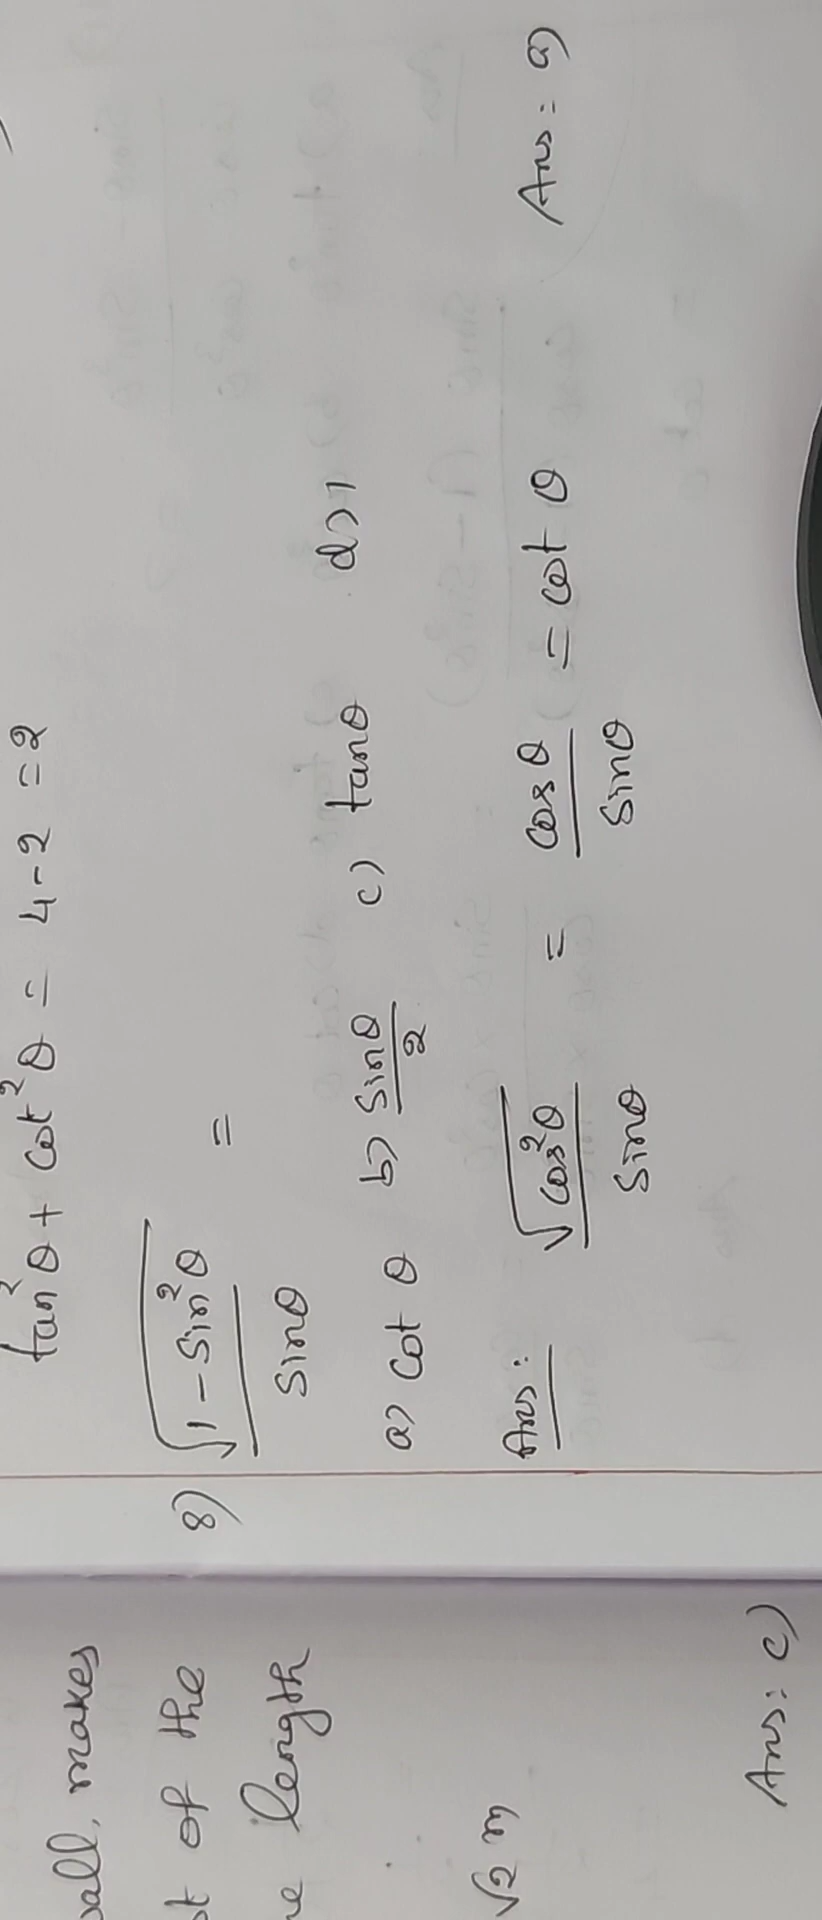 wall, makes
of the
length
√2 m
Ans: c)
tan²θ + cot²θ = 4-2 = 2
8) √(1 - sin²θ) / sinθ =
a) cot θ b) sinθ/2 c) tanθ d) 1
Ans: √(cos²θ) / sinθ = cosθ / sinθ = cot θ Ans: a)